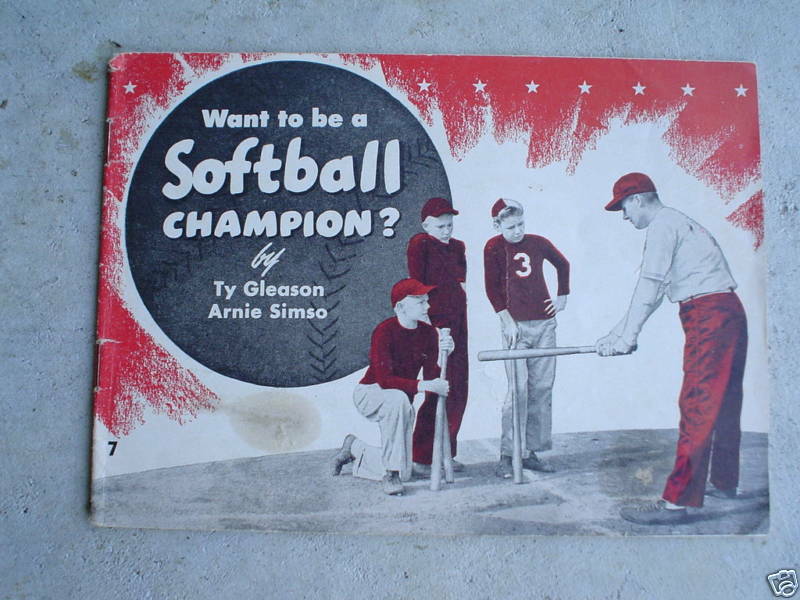 Want to be a
Softball
CHAMPION?
by
Ty Gleason
Arnie Simso
3
7